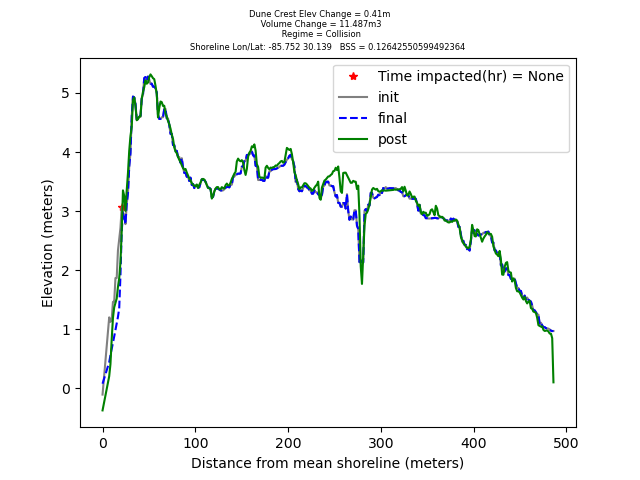 Dune Crest Elev Change = 0.41m
Volume Change = 11.487m3
Regime = Collision
Shoreline Lon/Lat: -85.752 30.139   BSS = 0.12642550599492364
Time impacted(hr) = None
init
final
post
Elevation (meters)
5
4
3
2
1
0
0 100 200 300 400 500
Distance from mean shoreline (meters)